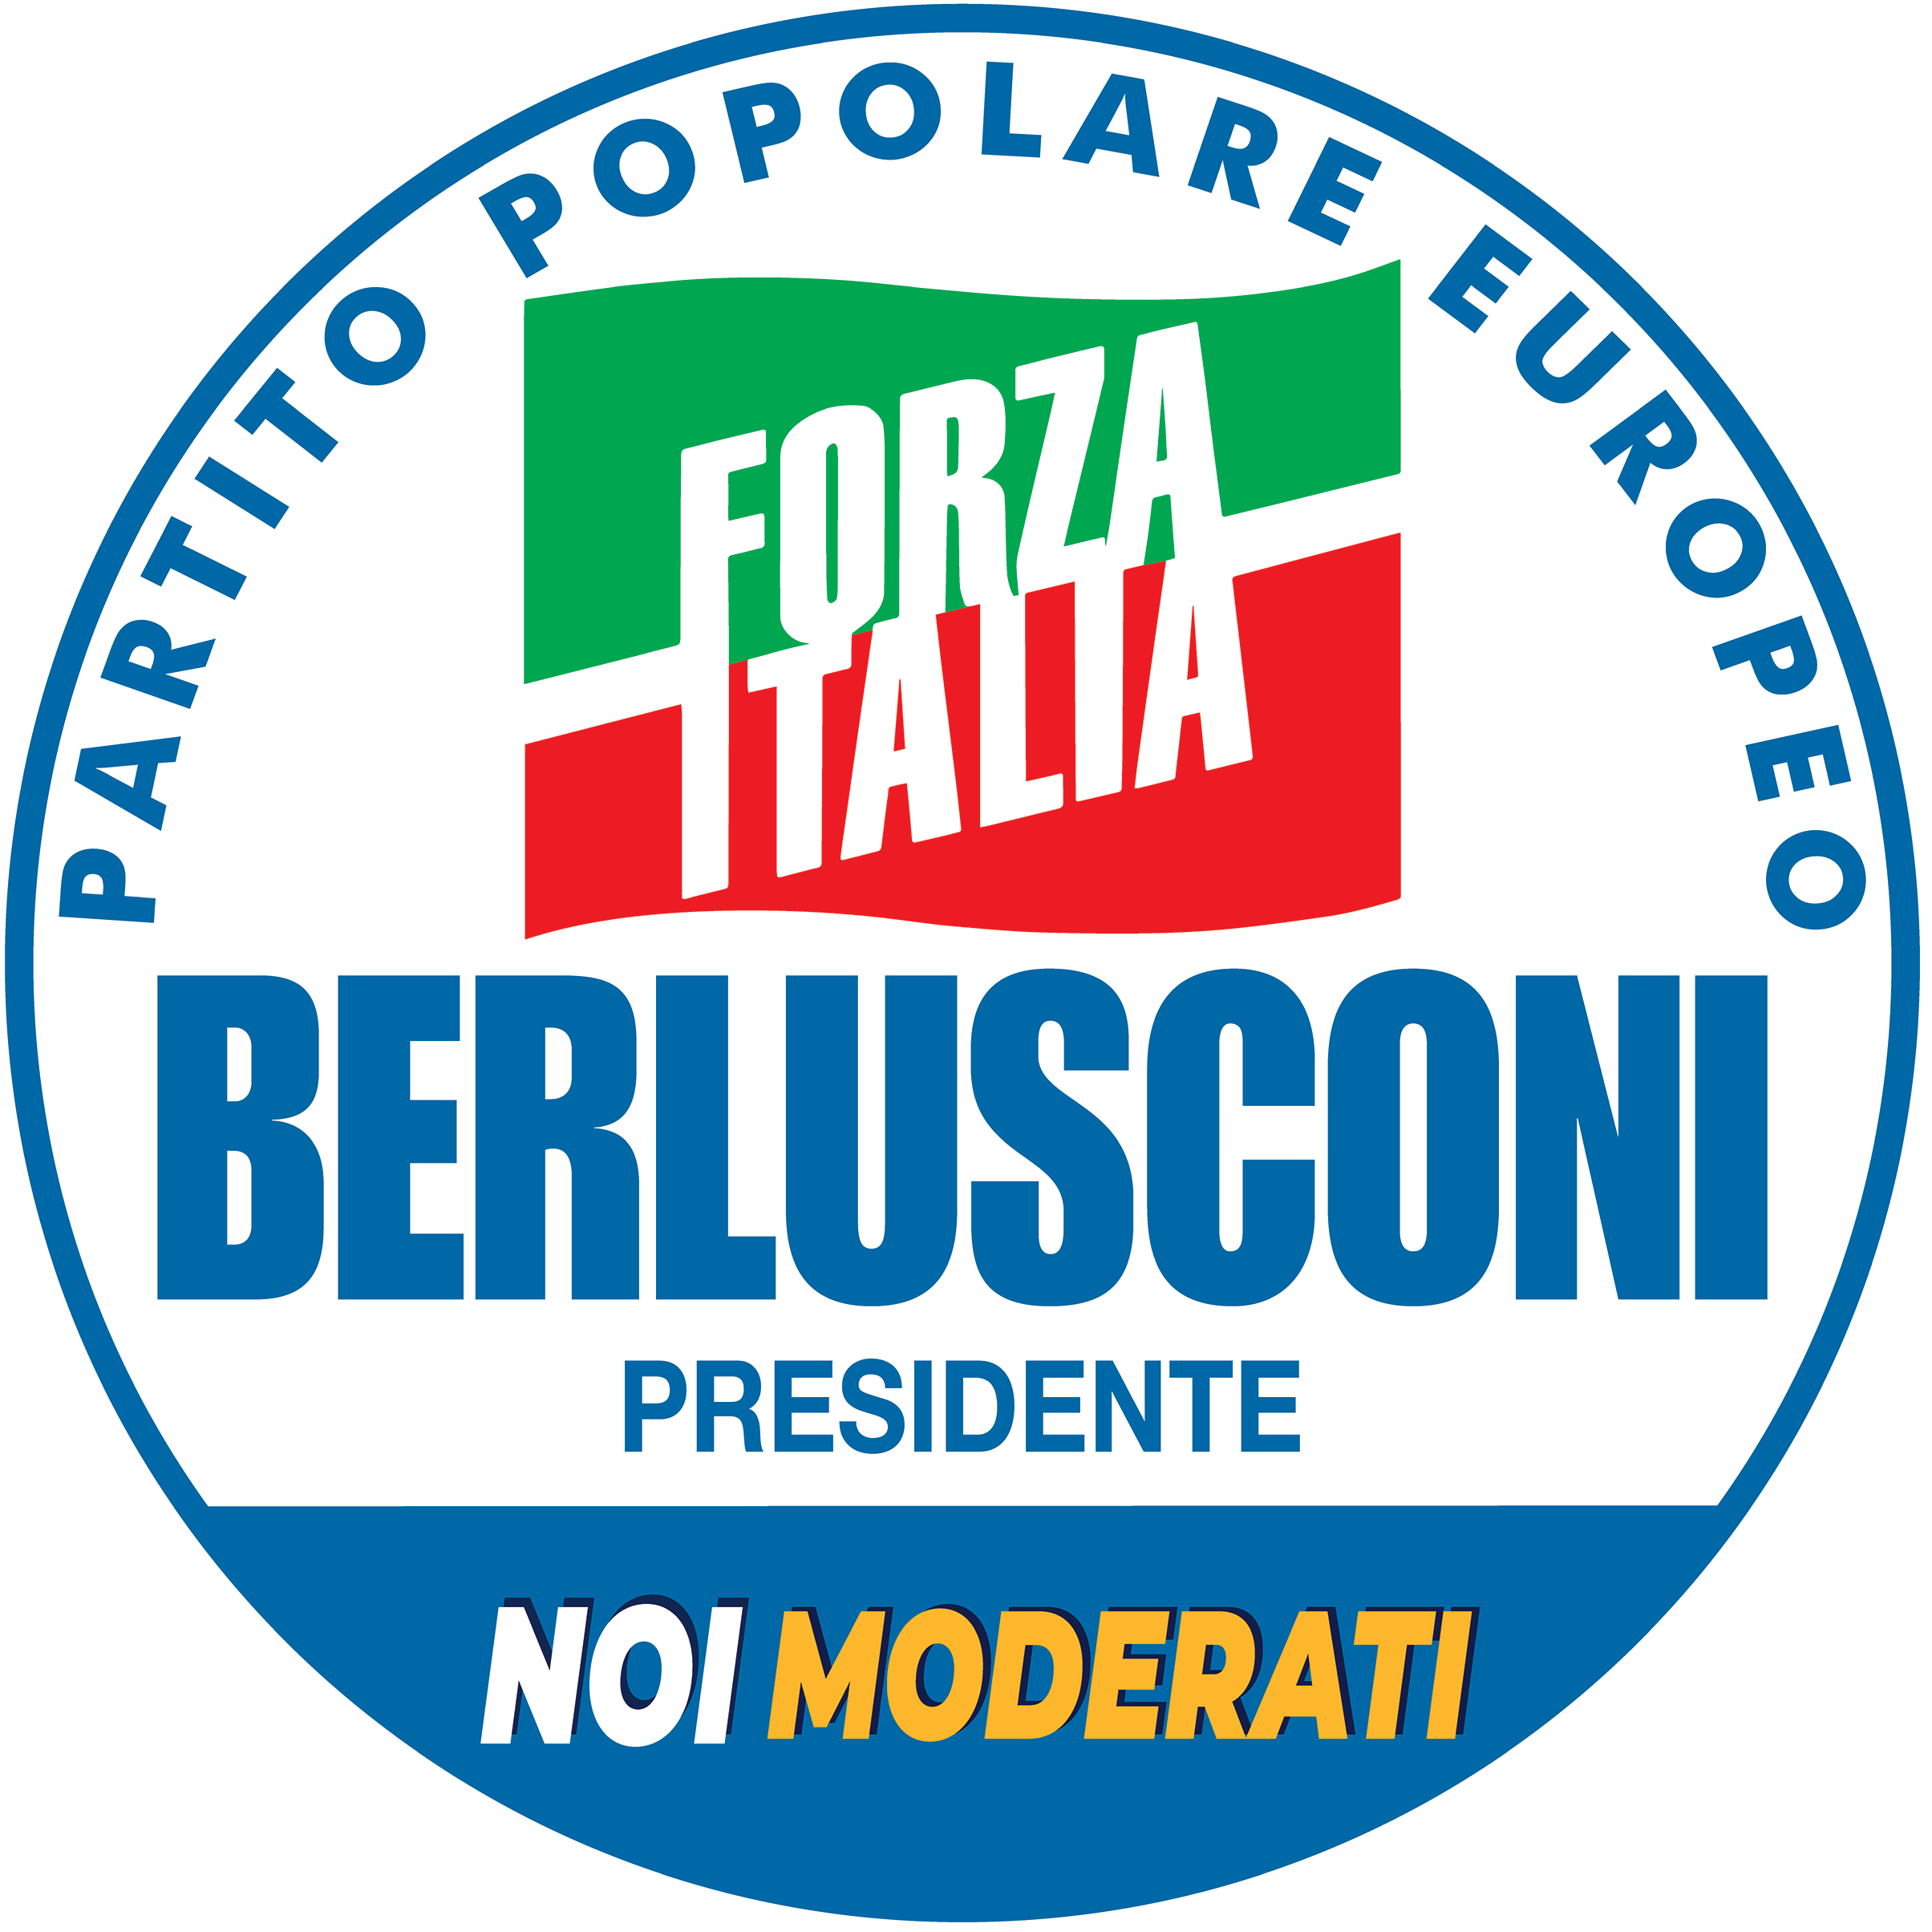 PARTITO POPOLARE EUROPEO
FORZA
ITALIA
BERLUSCONI
PRESIDENTE
NOI MODERATI